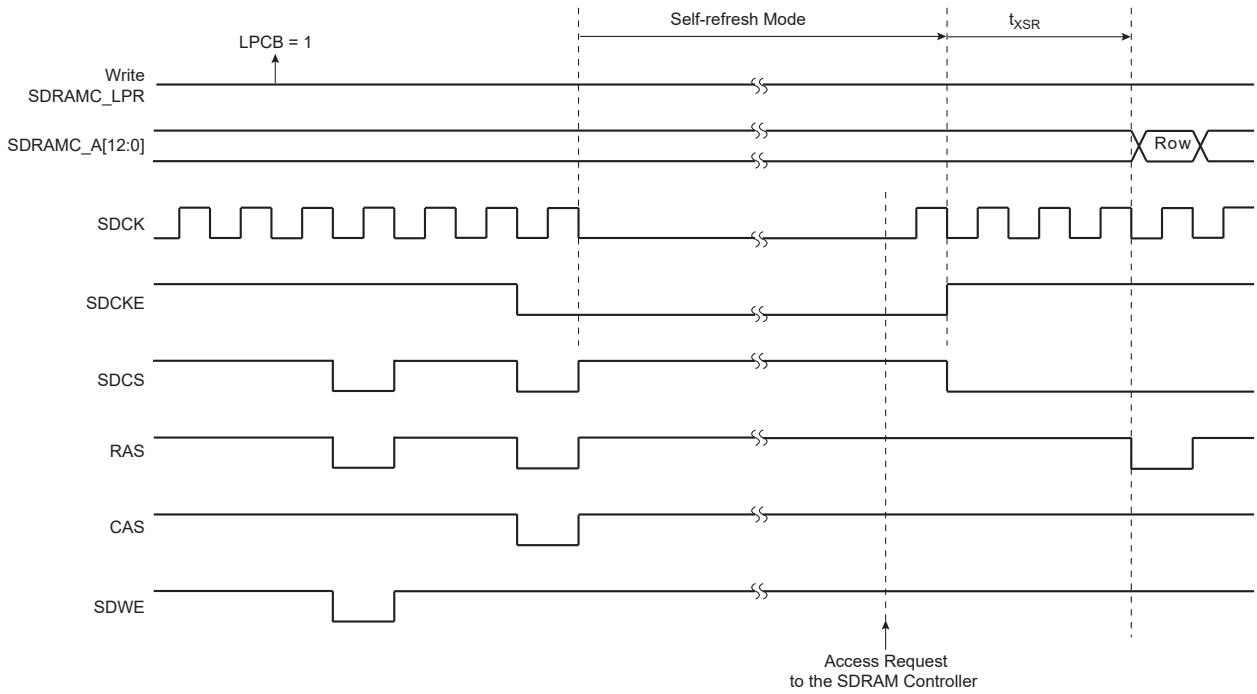 Self-refresh Mode
tXSR
LPCB = 1
Write
SDRAMC_LPR
SDRAMC_A[12:0]
Row
SDCK
SDCKE
SDCS
RAS
CAS
SDWE
Access Request
to the SDRAM Controller